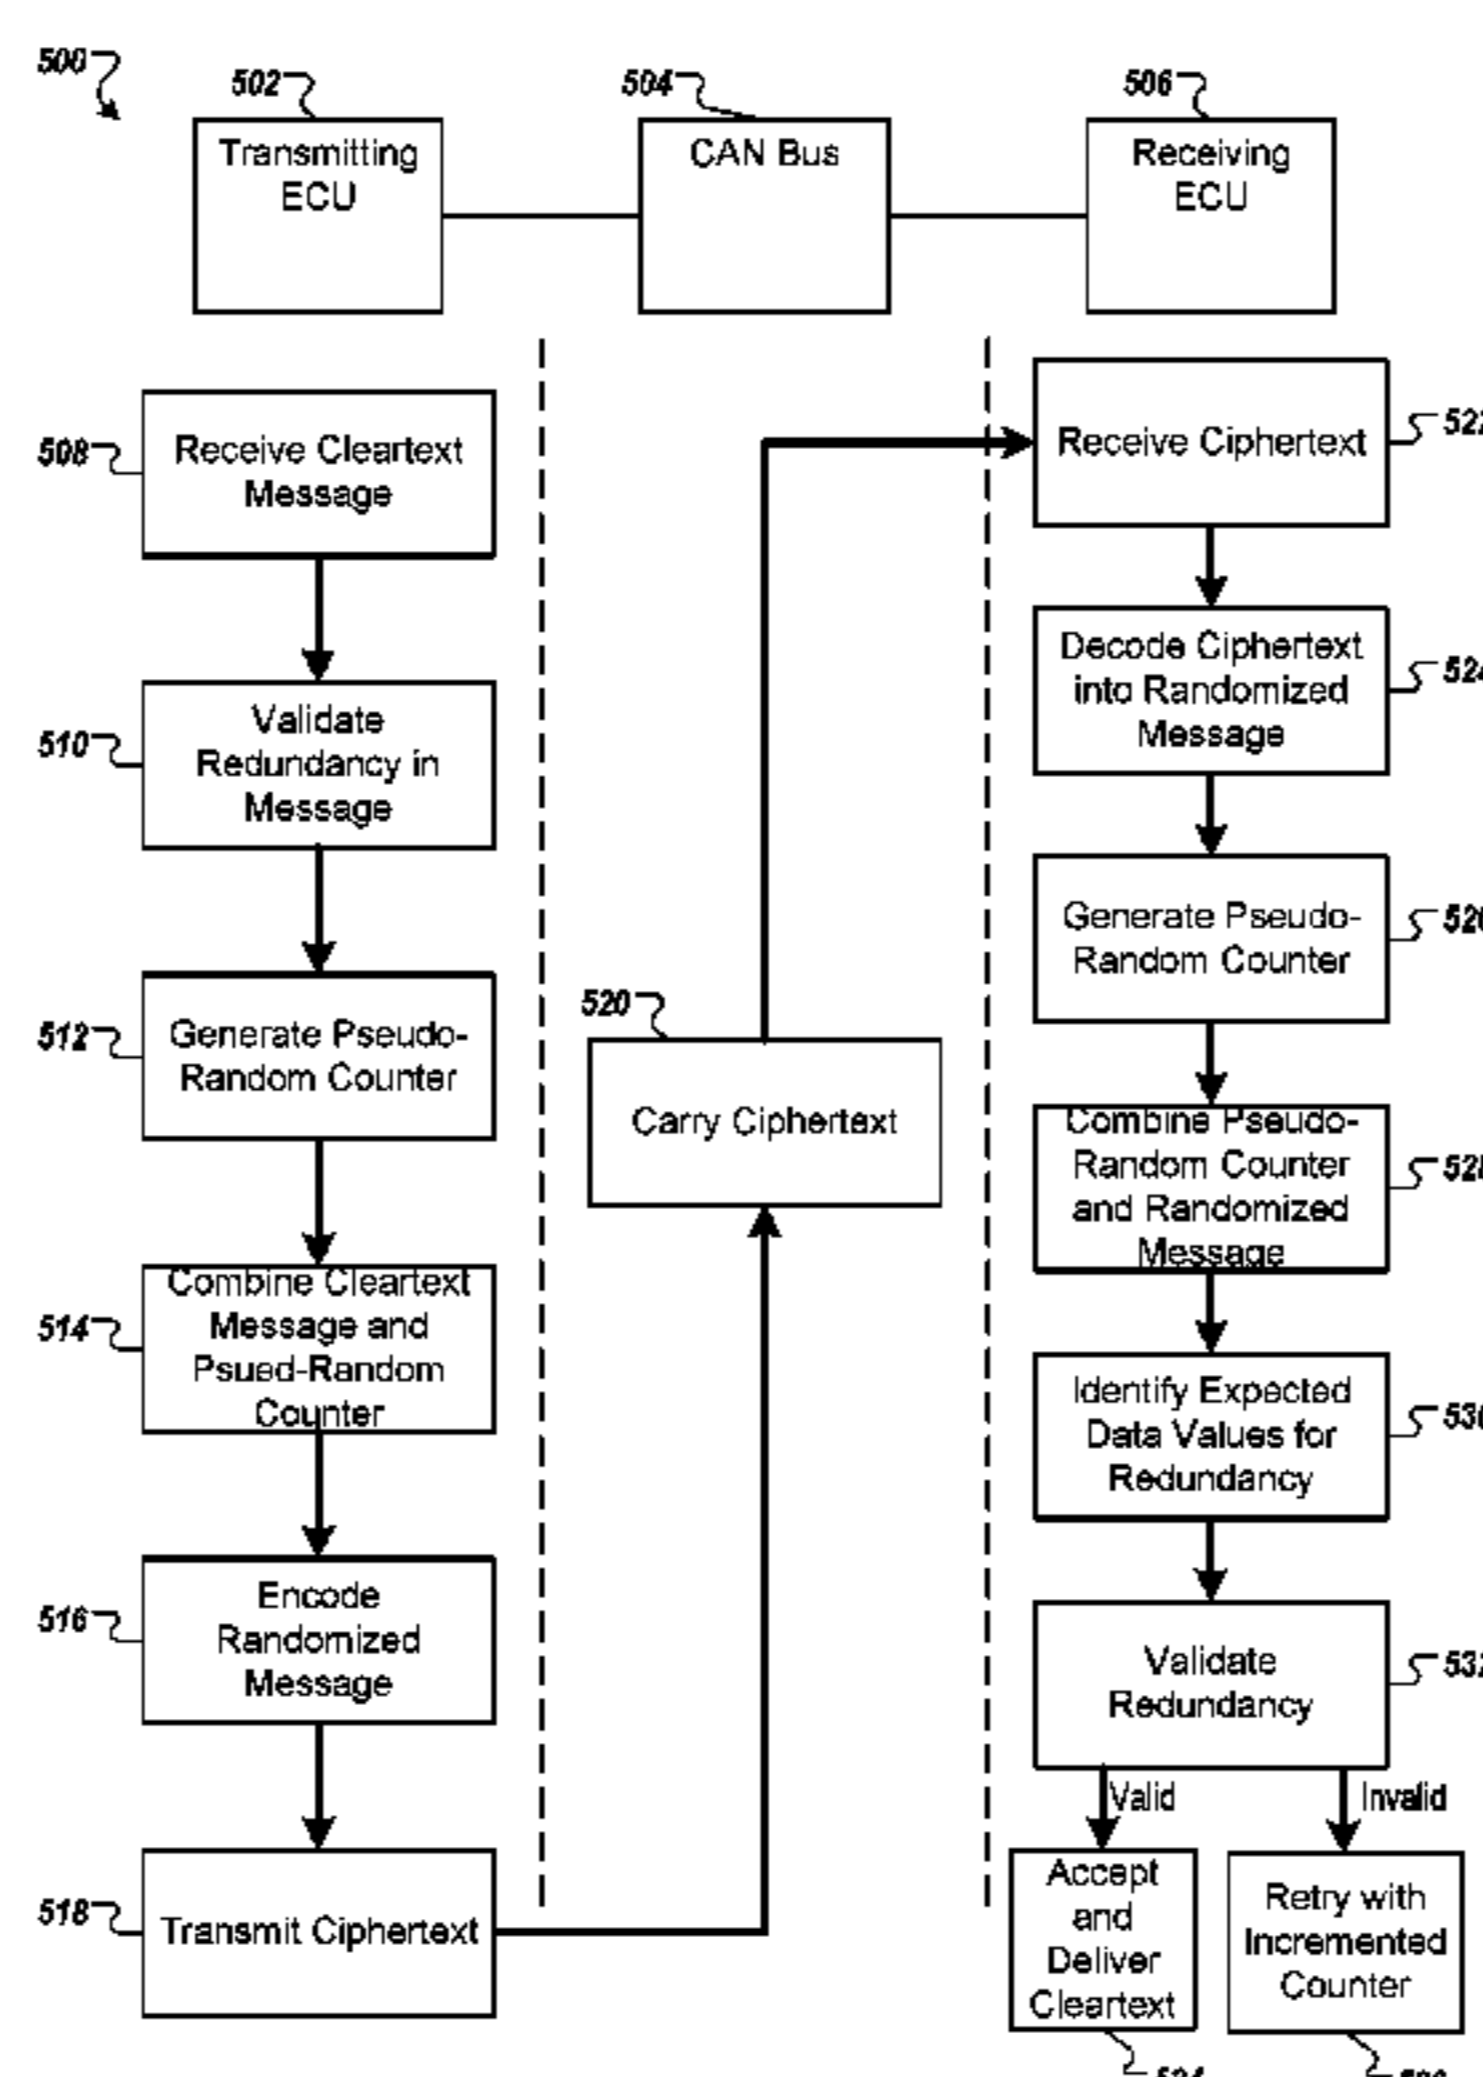 500
502
504
506
Transmitting
ECU
CAN Bus
Receiving
ECU
508
Receive Cleartext
Message
510
Validate
Redundancy in
Message
512
Generate Pseudo-
Random Counter
514
Combine Cleartext
Message and
Psued-Random
Counter
516
Encode
Randomized
Message
518
Transmit Ciphertext
520
Carry Ciphertext
Receive Ciphertext
Decode Ciphertext
into Randomized
Message
Generate Pseudo-
Random Counter
Combine Pseudo-
Random Counter
and Randomized
Message
Identify Expected
Data Values for
Redundancy
Validate
Redundancy
Valid
Invalid
Accept
and
Deliver
Cleartext
Retry with
Incremented
Counter